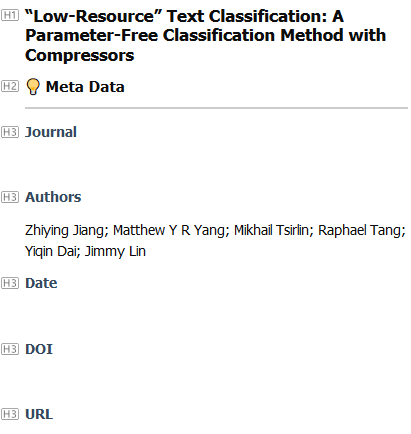 H1 “Low-Resource” Text Classification: A
Parameter-Free Classification Method with
Compressors
H2 Meta Data
H3 Journal
H3 Authors
Zhiying Jiang; Matthew Y R Yang; Mikhail Tsirlin; Raphael Tang;
Yiqin Dai; Jimmy Lin
H3 Date
H3 DOI
H3 URL